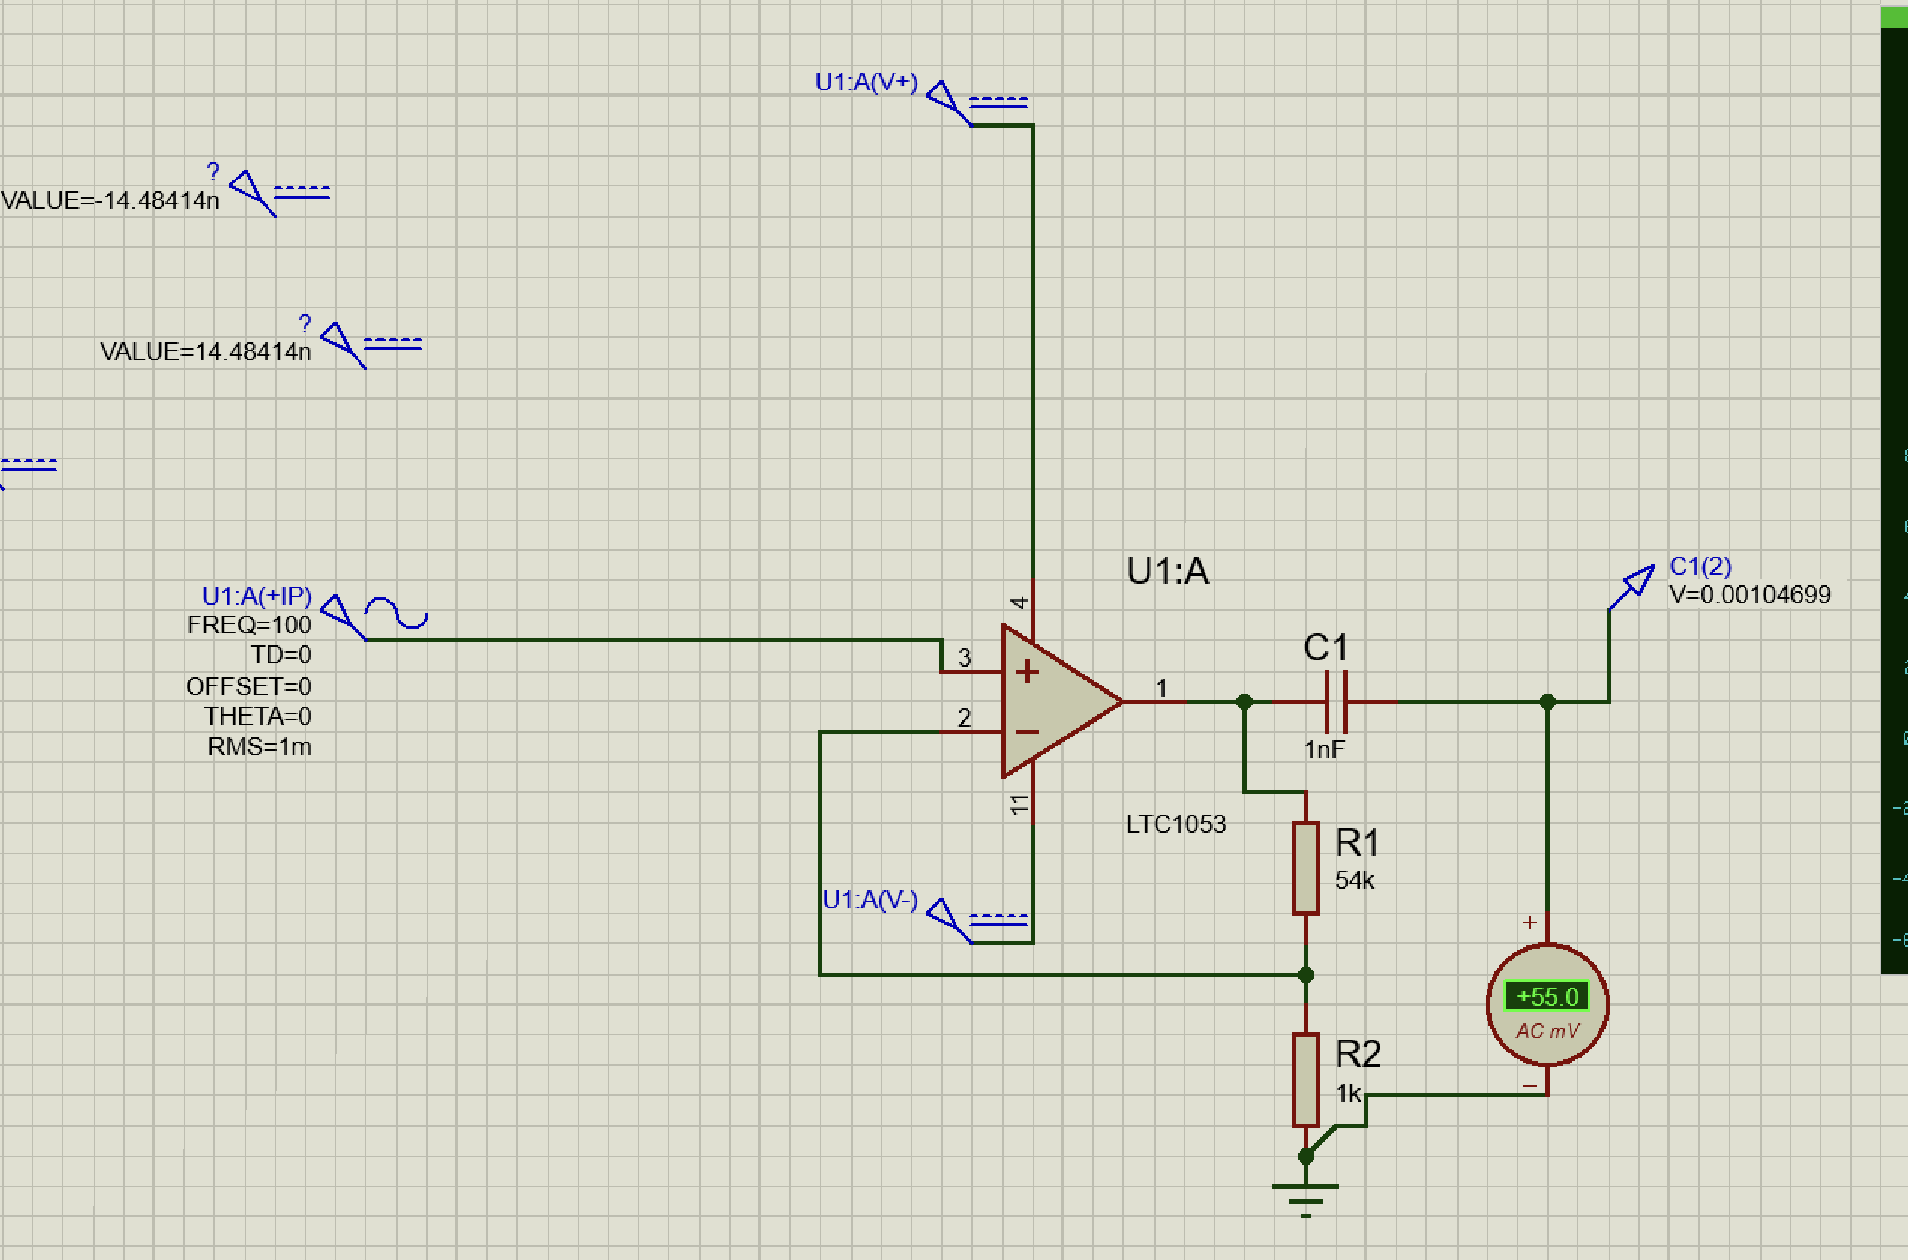 U1:A(V+)
?
VALUE=-14.48414n
?
VALUE=14.48414n
U1:A(+IP)
FREQ=100
TD=0
OFFSET=0
THETA=0
RMS=1m
U1:A
4
3
+
2
−
1
11
LTC1053
U1:A(V-)
C1
1nF
C1(2)
V=0.00104699
R1
54k
R2
1k
+
+55.0
AC mV
−